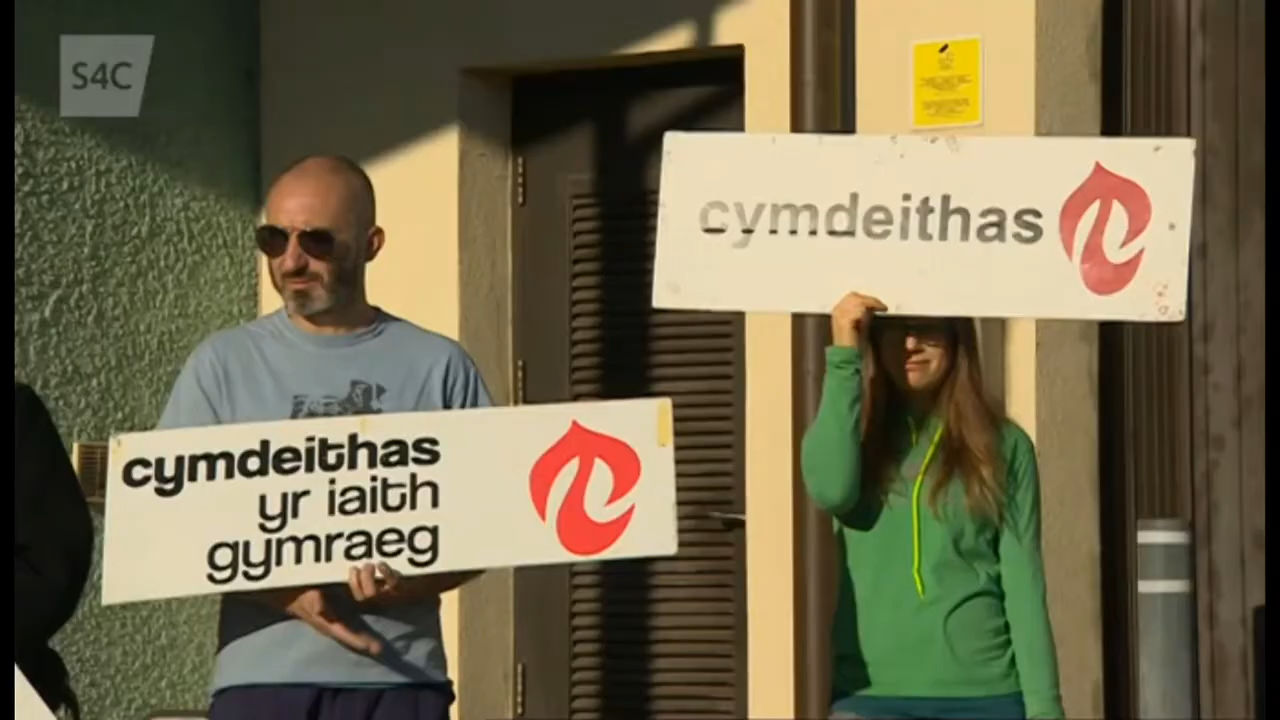 S4C
cymdeithas
cymdeithas
yr iaith
gymraeg